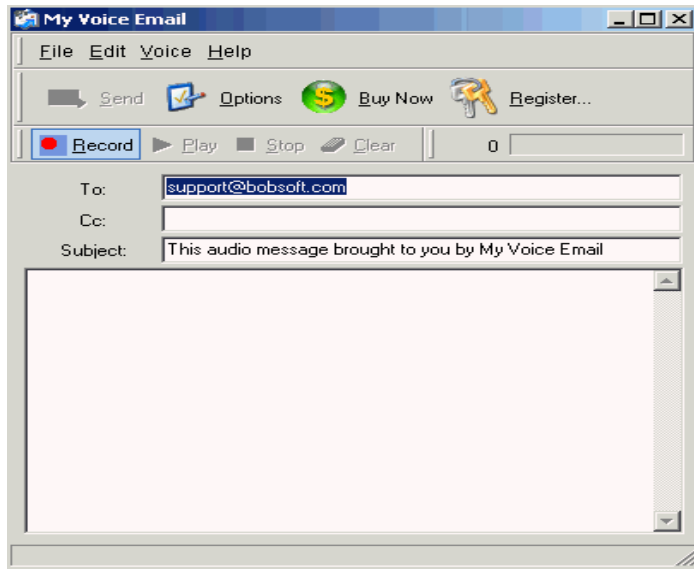 My Voice Email
File Edit Voice Help
Send Options $ Buy Now Register...
Record Play Stop Clear 0
To: support@bobsoft.com
Cc:
Subject: This audio message brought to you by My Voice Email